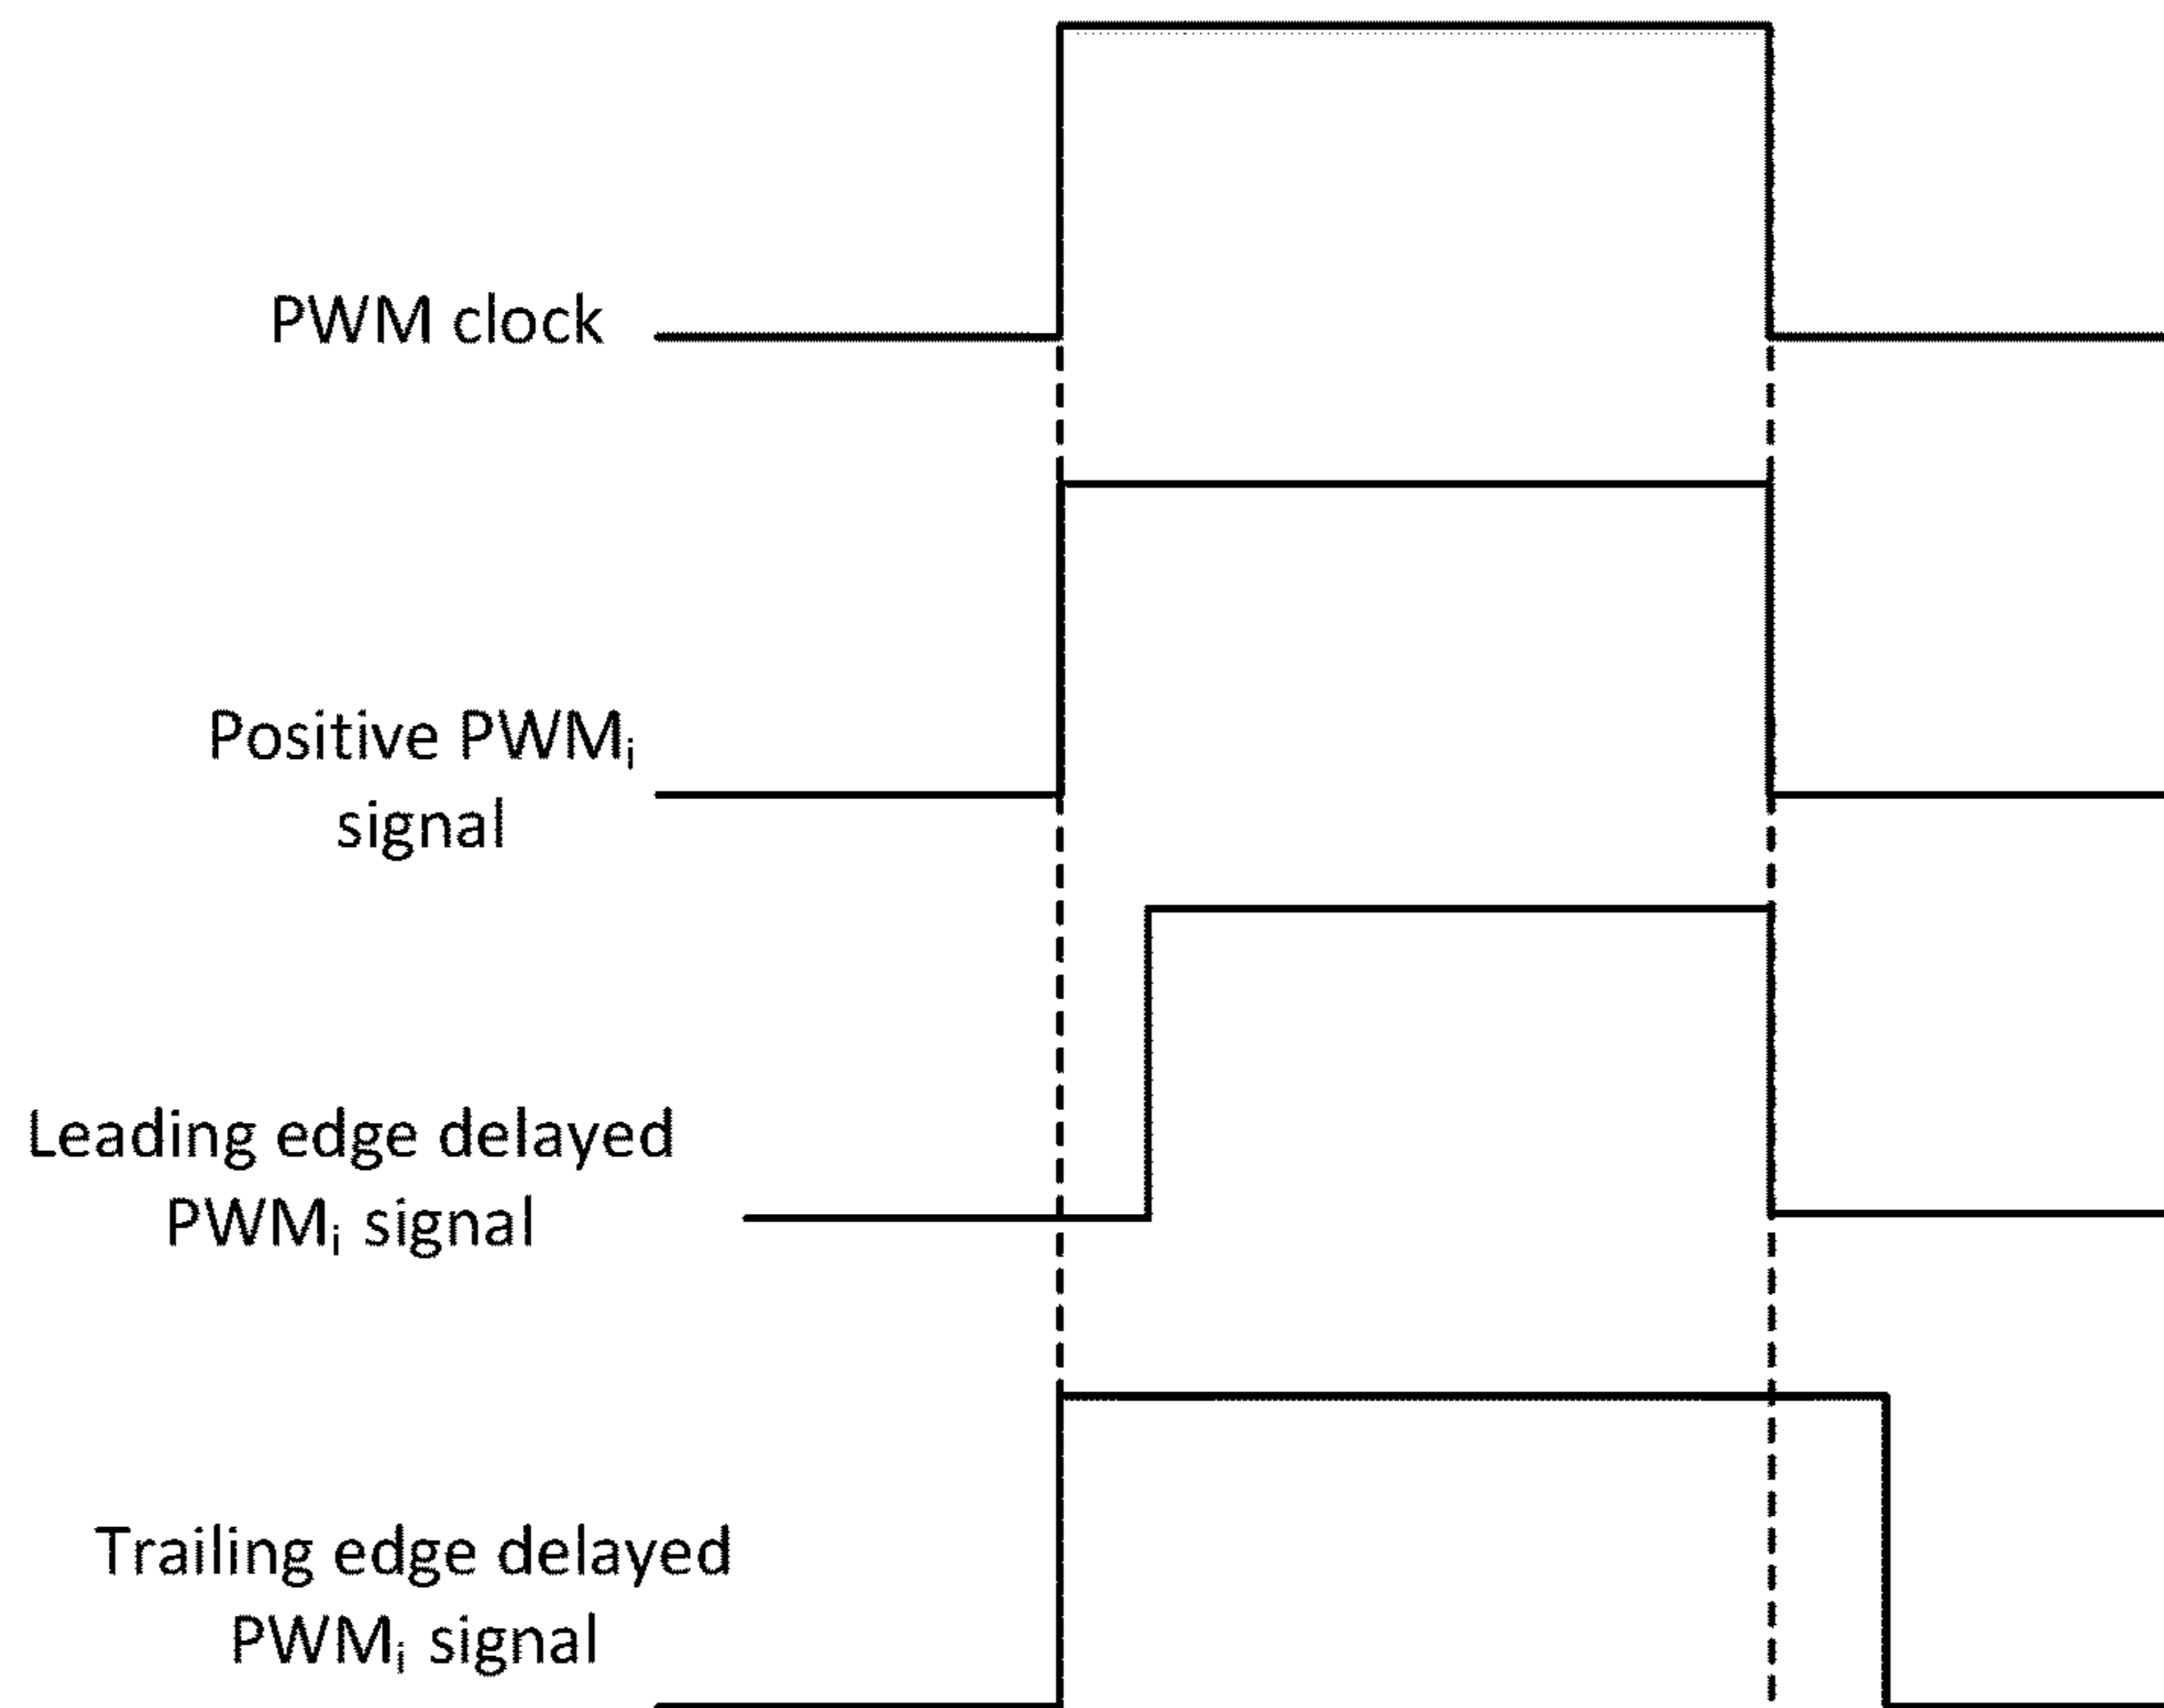 PWM clock
Positive PWMᵢ
signal
Leading edge delayed
PWMᵢ signal
Trailing edge delayed
PWMᵢ signal